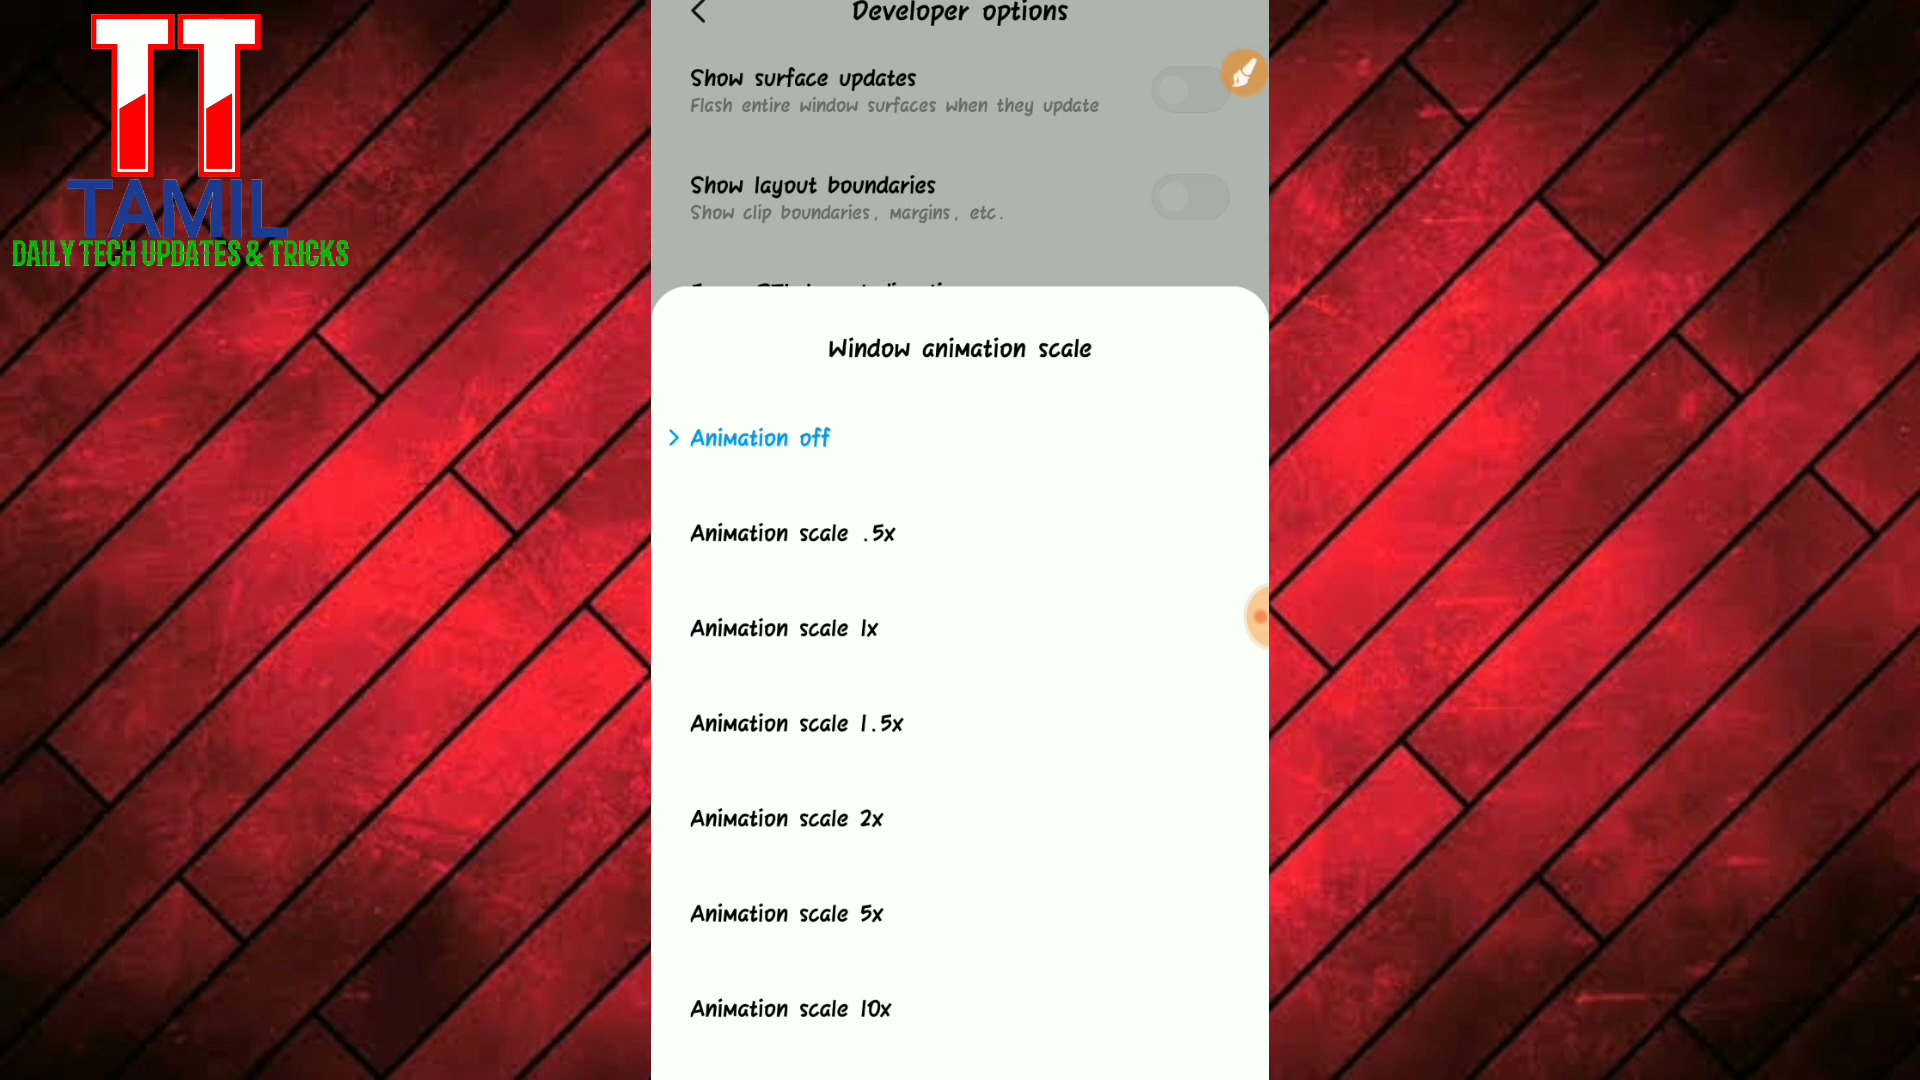 TT
TAMIL
DAILY TECH UPDATES & TRICKS
Developer options
Show surface updates
Flash entire window surfaces when they update
Show layout boundaries
Show clip boundaries, margins, etc.
Window animation scale
Animation off
Animation scale .5x
Animation scale 1x
Animation scale 1.5x
Animation scale 2x
Animation scale 5x
Animation scale 10x